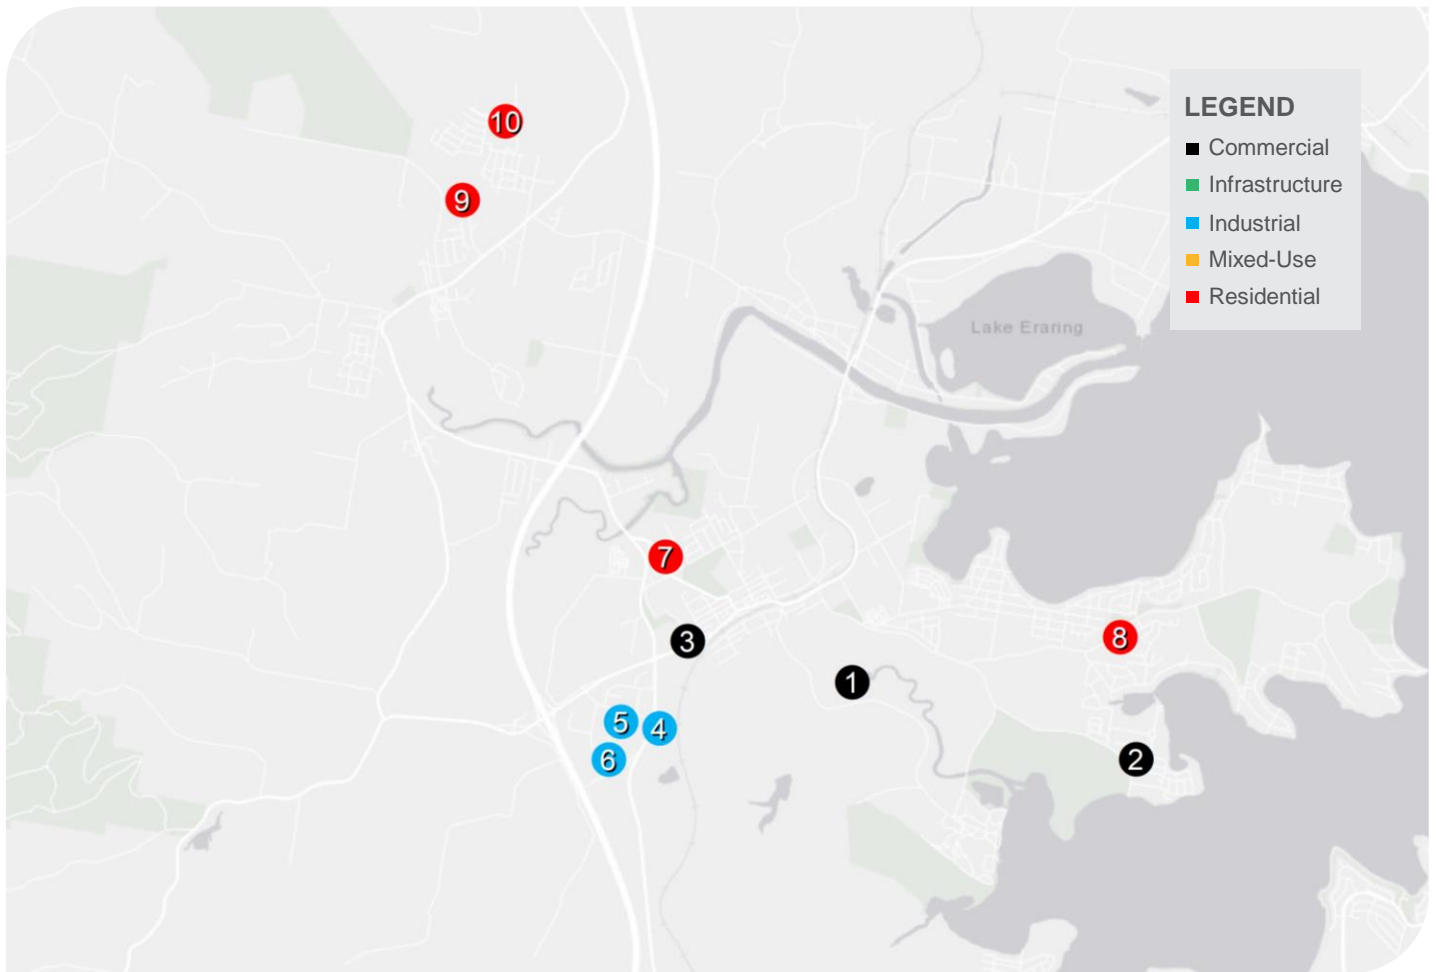 10
LEGEND
Commercial
Infrastructure
Industrial
Mixed-Use
Residential
9
Lake Eraring
7
3
8
1
5
4
6
2